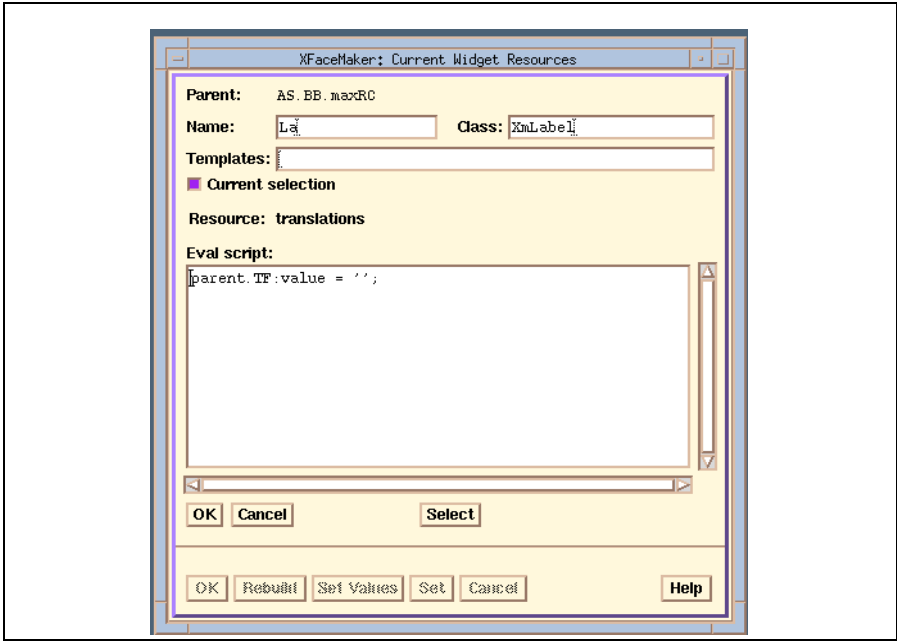 XFaceMaker: Current Widget Resources
Parent: AS.BB.maxRC
Name: La Class: XmLabel
Templates:
Current selection
Resource: translations
Eval script:
parent.TF:value = '';
OK Cancel Select
OK Rebuild Set Values Set Cancel Help